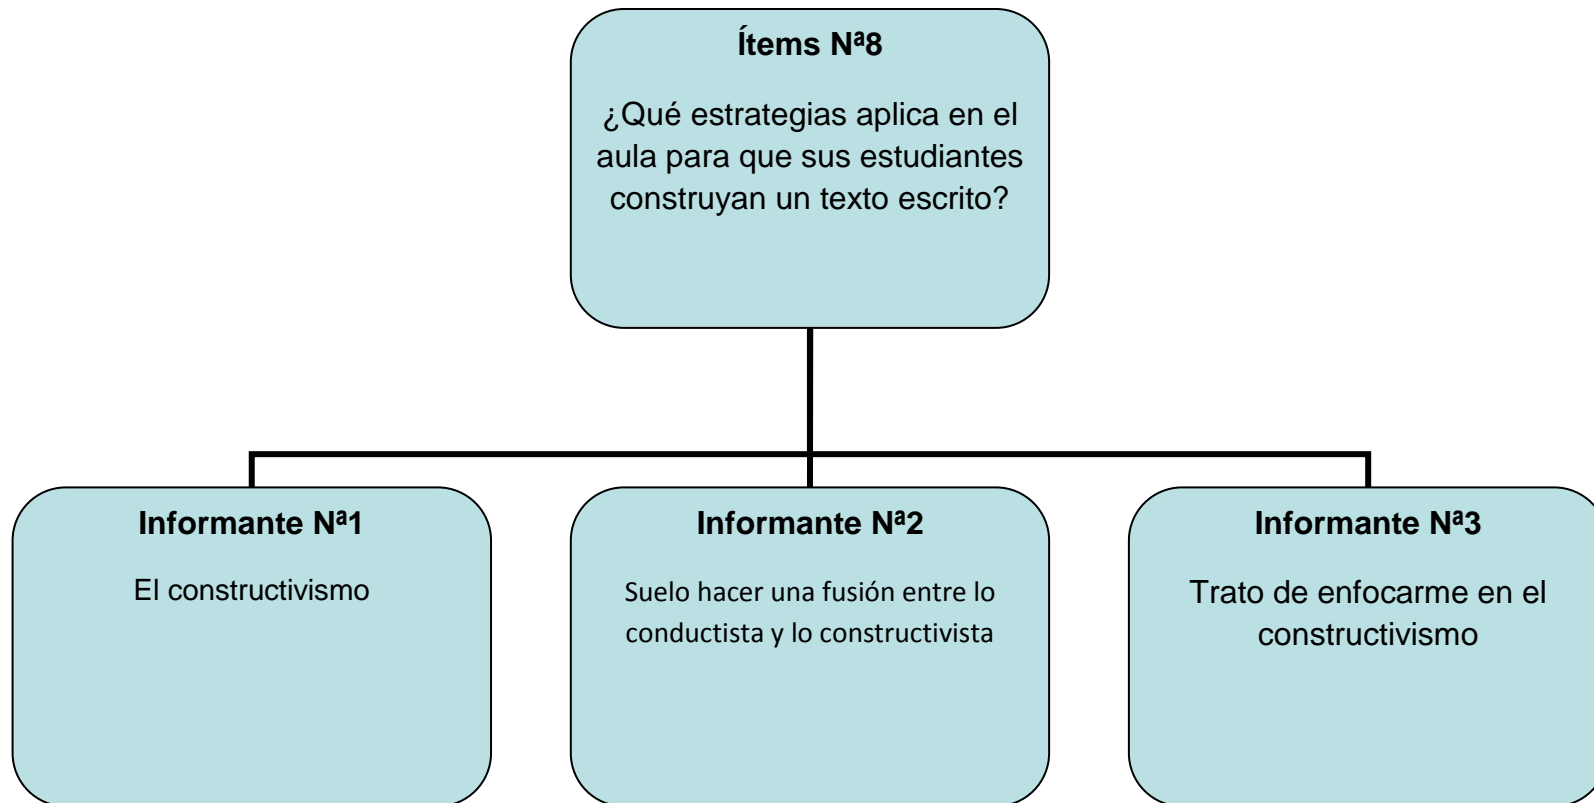 Ítems Nª8
¿Qué estrategias aplica en el
aula para que sus estudiantes
construyan un texto escrito?
Informante Nª1
El constructivismo
Informante Nª2
Suelo hacer una fusión entre lo
conductista y lo constructivista
Informante Nª3
Trato de enfocarme en el
constructivismo